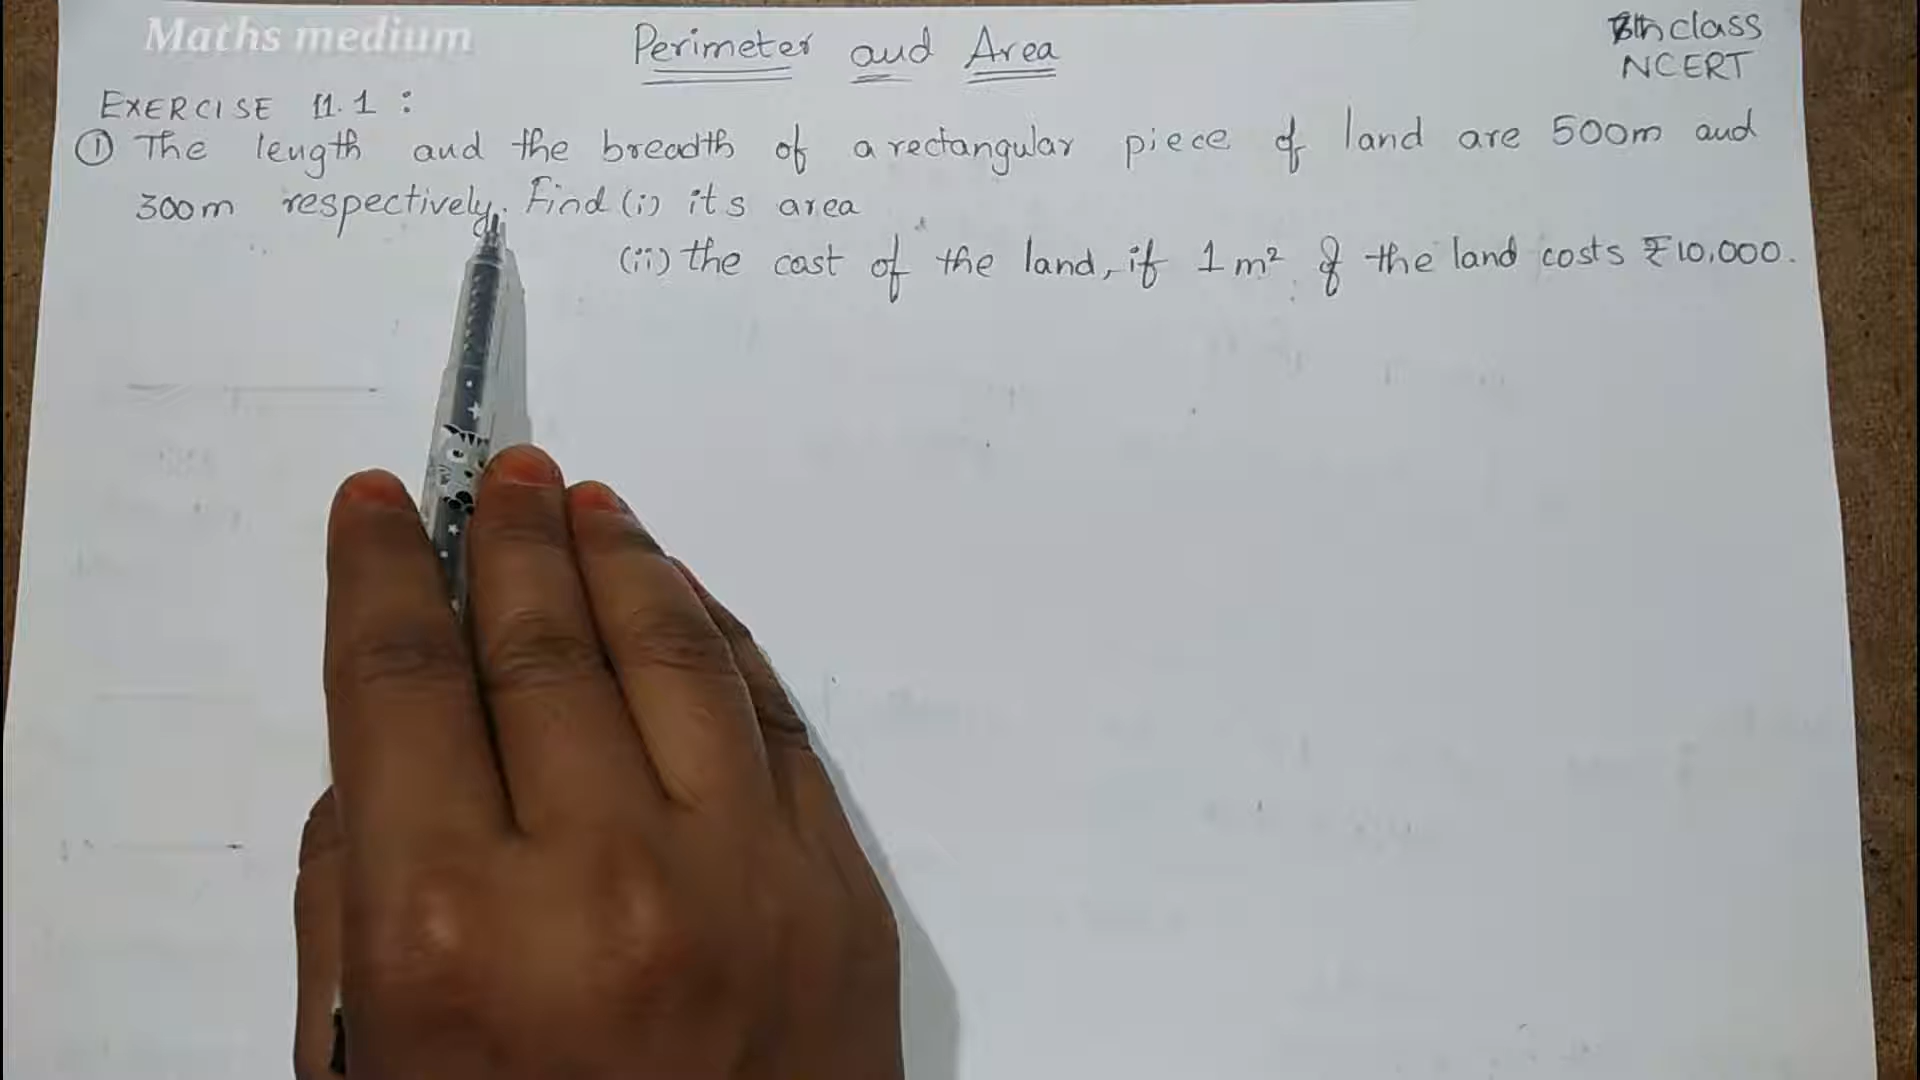 Maths medium
Perimeter and Area
7th class
NCERT
EXERCISE 11.1 :
① The length and the breadth of a rectangular piece of land are 500m and
300m respectively. Find (i) its area
(ii) the cost of the land, if 1 m² of the land costs ₹10,000.